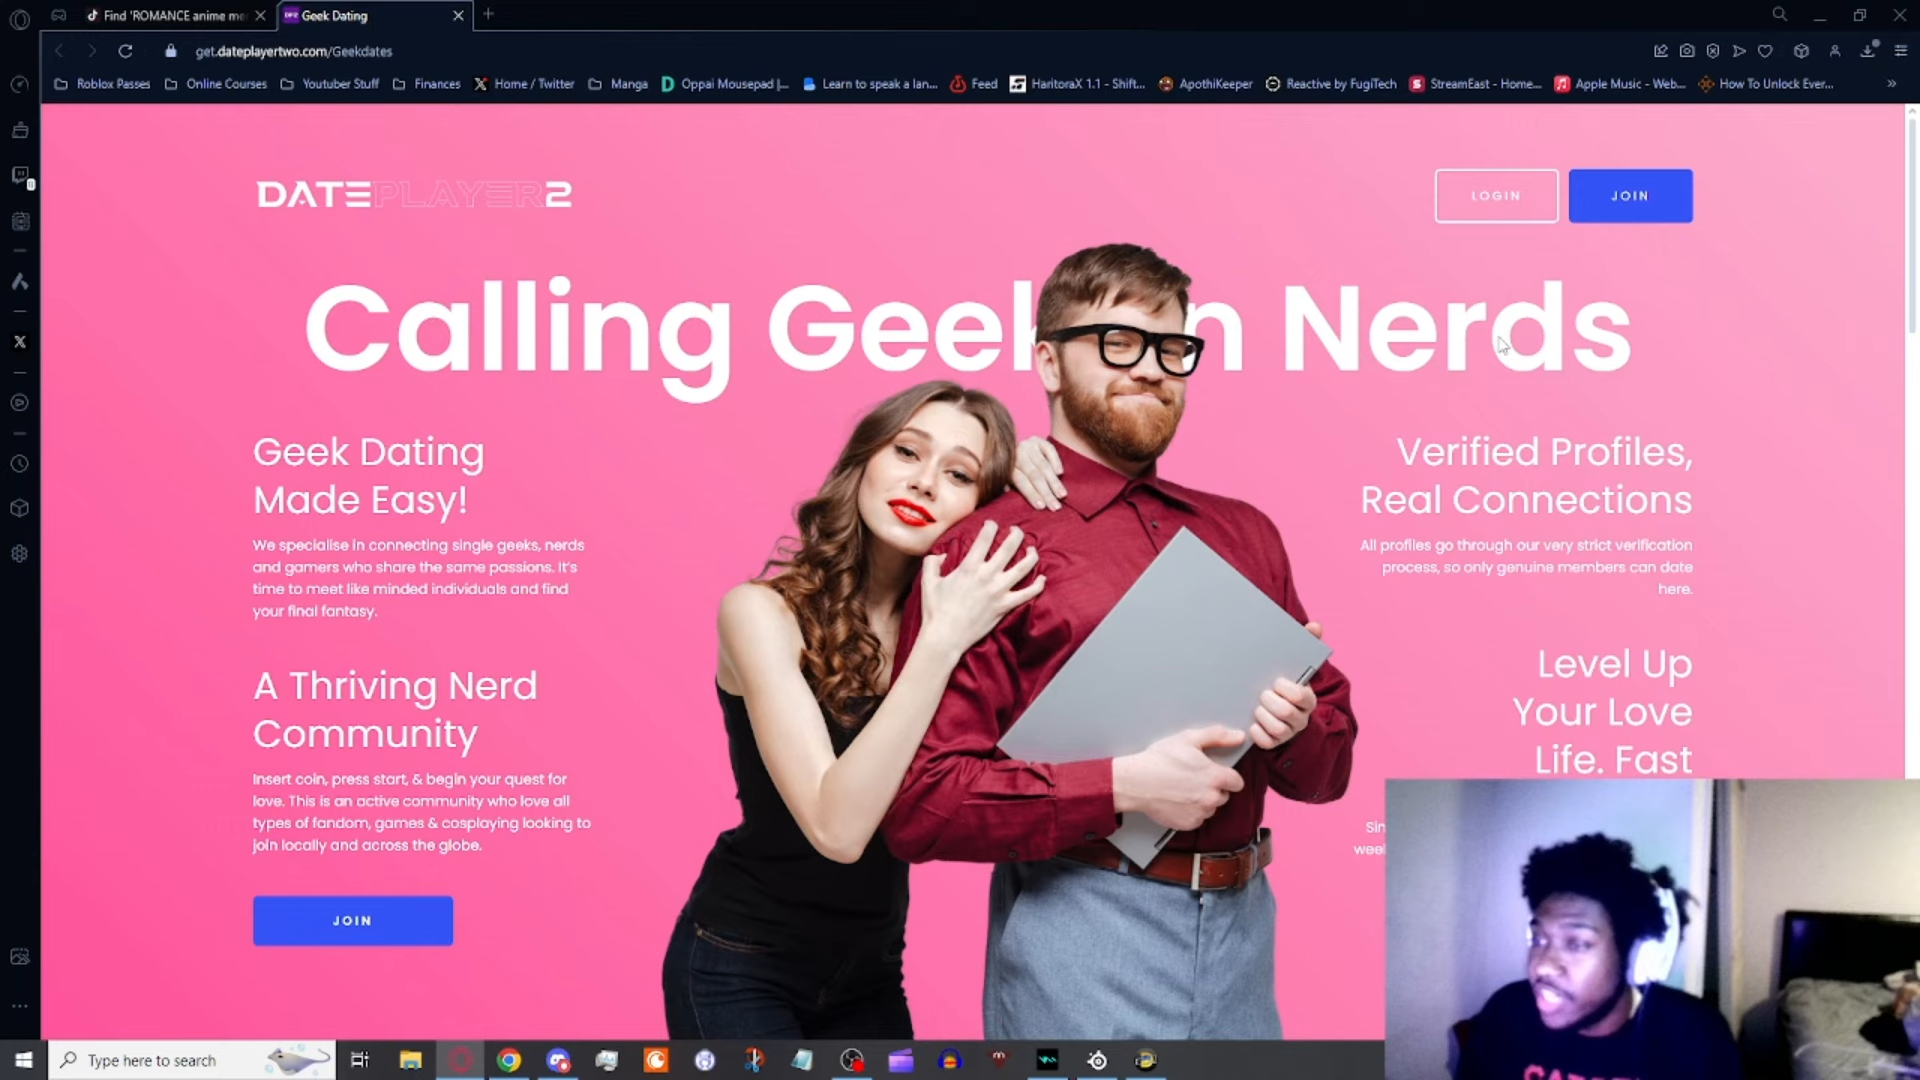 Find 'ROMANCE anime me
Geek Dating
get.dateplayertwo.com/Geekdates
Roblox Passes
Online Courses
Youtuber Stuff
Finances
Home / Twitter
Manga
Oppai Mousepad |...
Learn to speak a lan...
Feed
HaritoraX 1.1 - Shift...
ApothiKeeper
Reactive by FugiTech
StreamEast - Home...
Apple Music - Web...
How To Unlock Ever...
DATEPLAYER2
LOGIN
JOIN
Calling Geek n Nerds
Geek Dating
Made Easy!
We specialise in connecting single geeks, nerds
and gamers who share the same passions. It's
time to meet like minded individuals and find
your final fantasy.
A Thriving Nerd
Community
Insert coin, press start, & begin your quest for
love. This is an active community who love all
types of fandom, games & cosplaying looking to
join locally and across the globe.
JOIN
Verified Profiles,
Real Connections
All profiles go through our very strict verification
process, so only genuine members can date
here.
Level Up
Your Love
Life. Fast
Sin
week
Type here to search